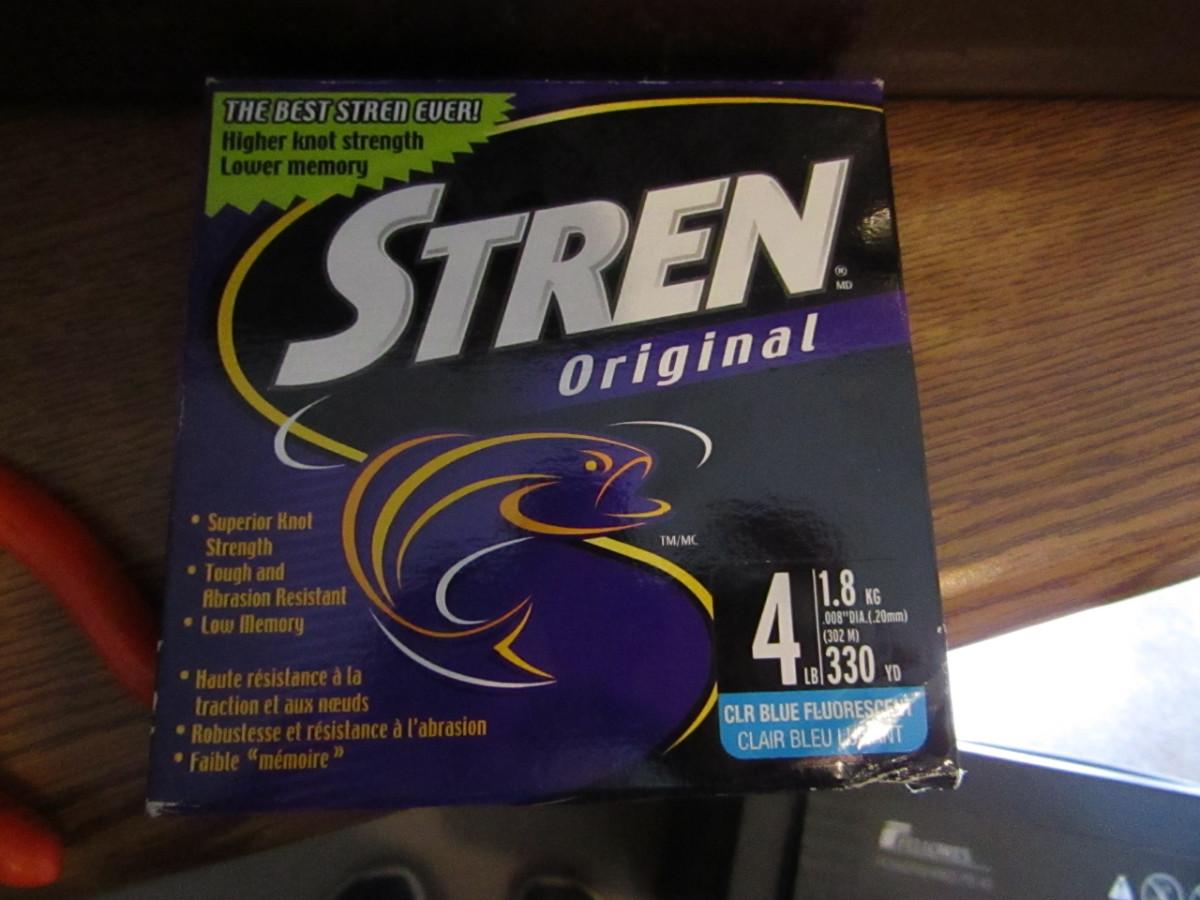 THE BEST STREN EVER!
Higher knot strength
Lower memory
STREN
®
MD
Original
TM/MC
• Superior Knot
Strength
• Tough and
Abrasion Resistant
• Low Memory
• Haute résistance à la
traction et aux nœuds
• Robustesse et résistance à l'abrasion
• Faible "mémoire"
4 LB
1.8 KG
.008"DIA.(.20mm)
(302 M)
330 YD
CLR BLUE FLUORESCENT
CLAIR BLEU